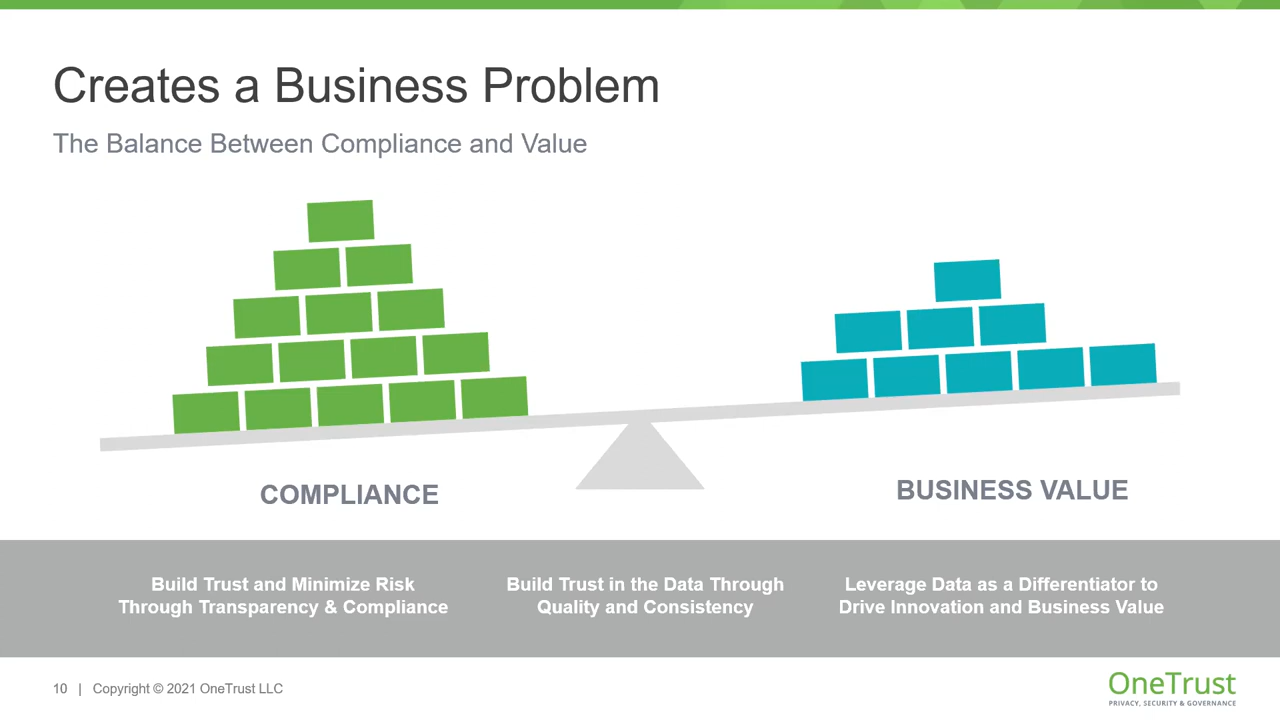 Creates a Business Problem
The Balance Between Compliance and Value
COMPLIANCE
BUSINESS VALUE
Build Trust and Minimize Risk
Through Transparency & Compliance
Build Trust in the Data Through
Quality and Consistency
Leverage Data as a Differentiator to
Drive Innovation and Business Value
10 | Copyright © 2021 OneTrust LLC
OneTrust
PRIVACY, SECURITY & GOVERNANCE